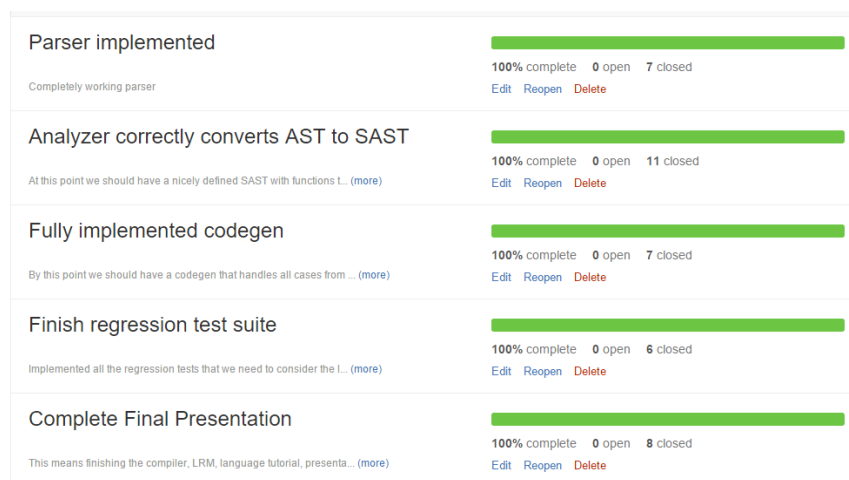 Parser implemented
100% complete 0 open 7 closed
Completely working parser
Edit Reopen Delete
Analyzer correctly converts AST to SAST
100% complete 0 open 11 closed
At this point we should have a nicely defined SAST with functions t... (more)
Edit Reopen Delete
Fully implemented codegen
100% complete 0 open 7 closed
By this point we should have a codegen that handles all cases from ... (more)
Edit Reopen Delete
Finish regression test suite
100% complete 0 open 6 closed
Implemented all the regression tests that we need to consider the l... (more)
Edit Reopen Delete
Complete Final Presentation
100% complete 0 open 8 closed
This means finishing the compiler, LRM, language tutorial, presenta... (more)
Edit Reopen Delete